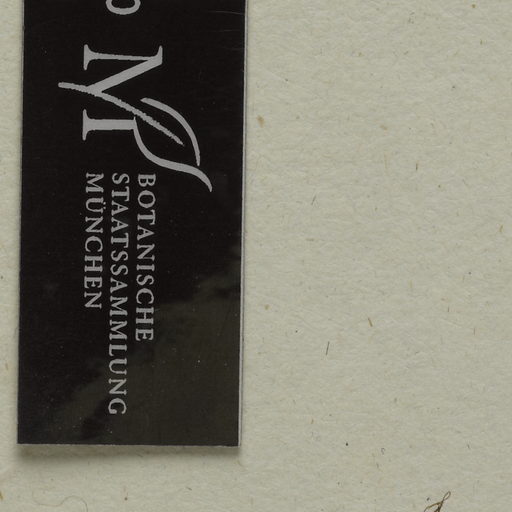 M
BOTANISCHE
STAATSSAMMLUNG
MÜNCHEN